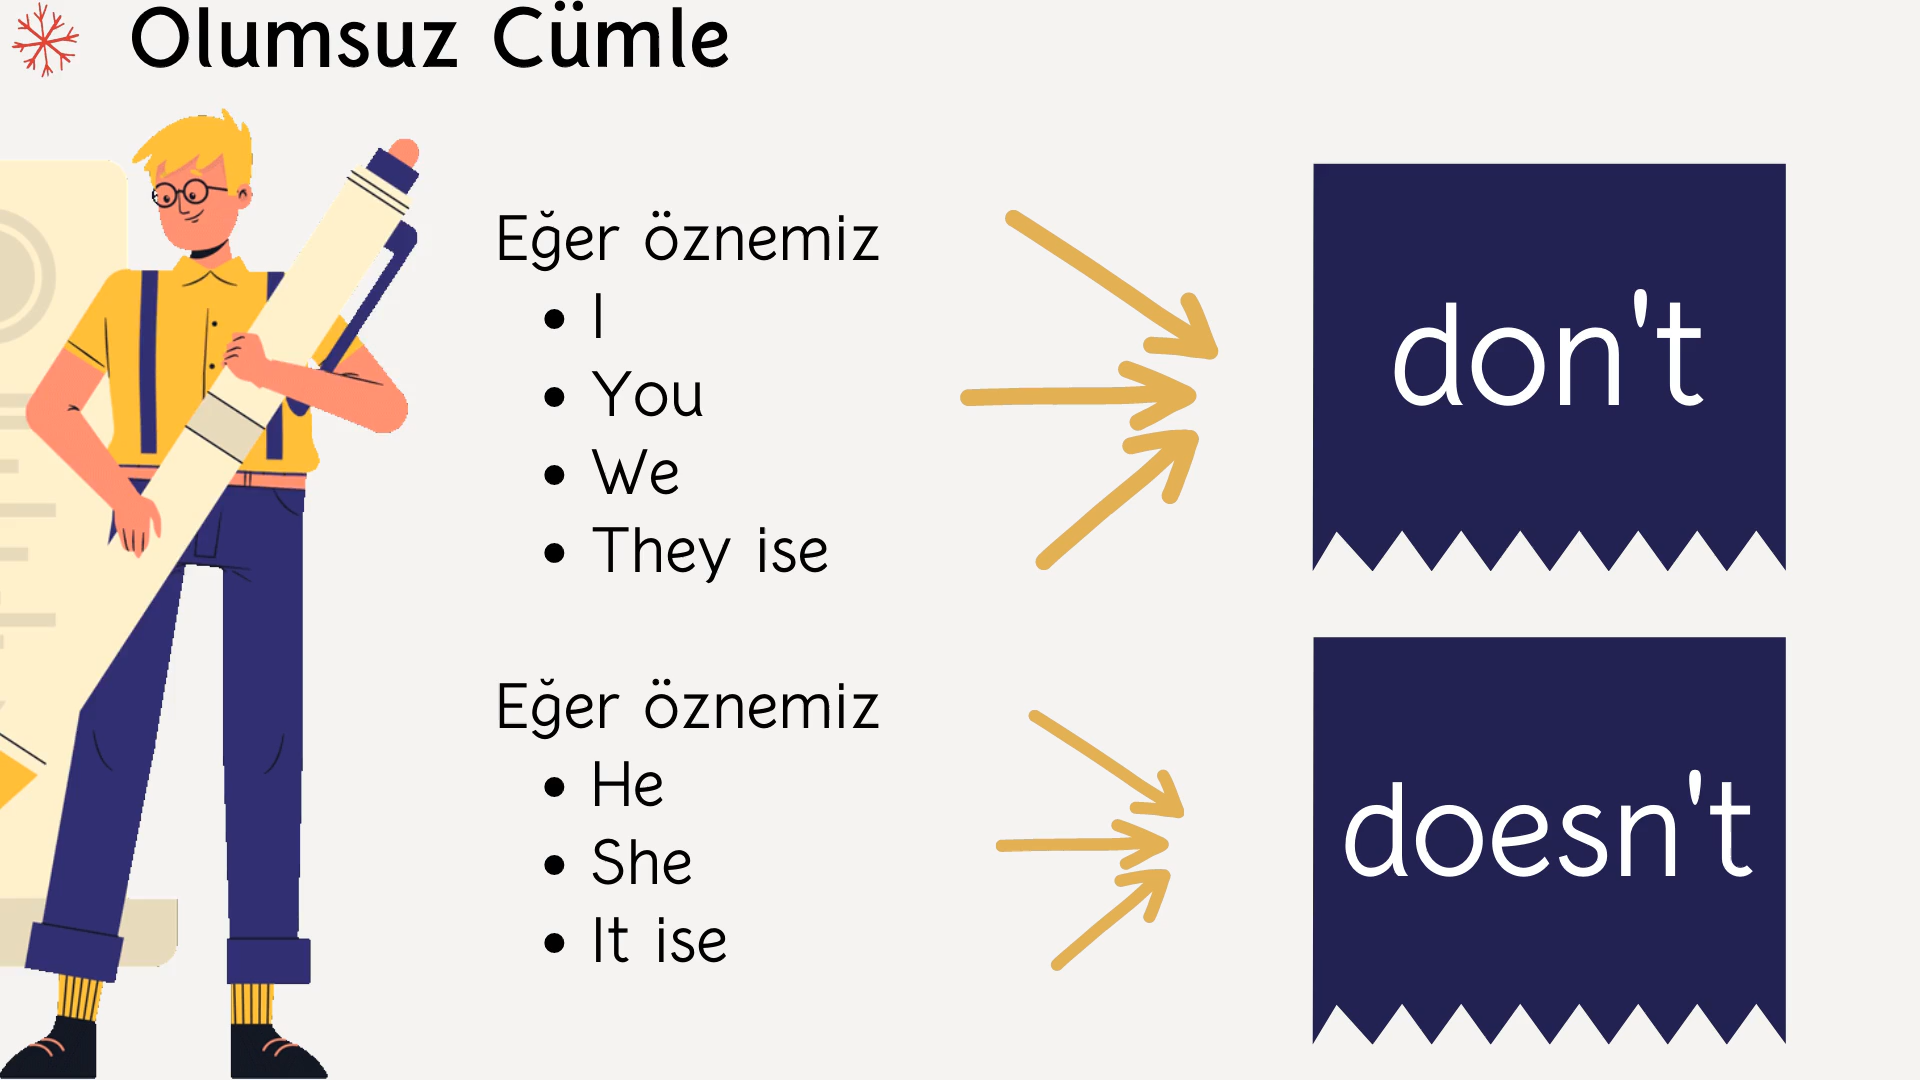 Olumsuz Cümle
Eğer öznemiz
• I
• You
• We
• They ise
don't
Eğer öznemiz
• He
• She
• It ise
doesn't